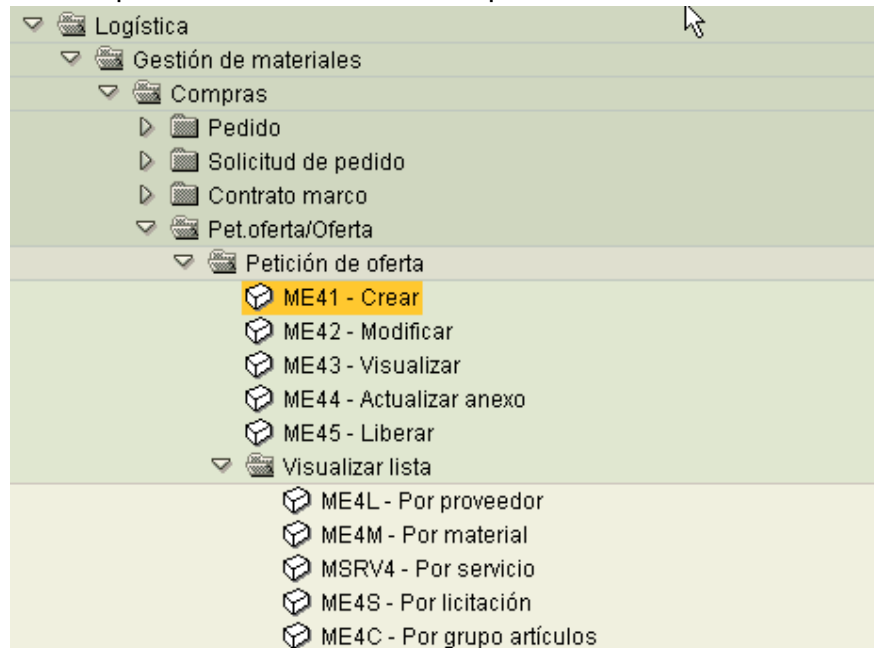 Logística
Gestión de materiales
Compras
Pedido
Solicitud de pedido
Contrato marco
Pet.oferta/Oferta
Petición de oferta
ME41 - Crear
ME42 - Modificar
ME43 - Visualizar
ME44 - Actualizar anexo
ME45 - Liberar
Visualizar lista
ME4L - Por proveedor
ME4M - Por material
MSRV4 - Por servicio
ME4S - Por licitación
ME4C - Por grupo artículos